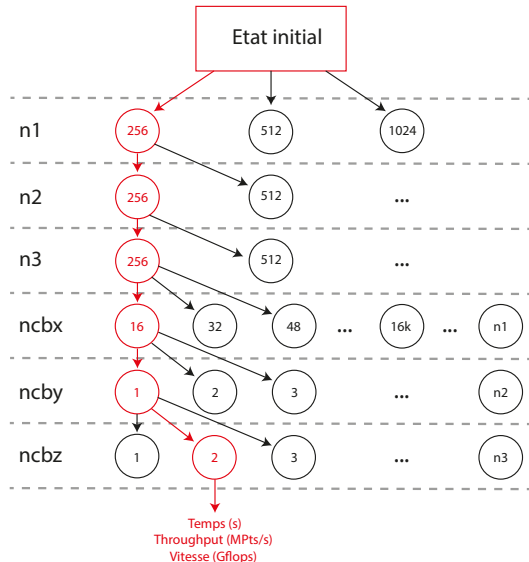 Etat initial
n1 256 512 1024
n2 256 512 ...
n3 256 512 ...
ncbx 16 32 48 ... 16k ... n1
ncby 1 2 3 ... n2
ncbz 1 2 3 ... n3
Temps (s)
Throughput (MPts/s)
Vitesse (Gflops)